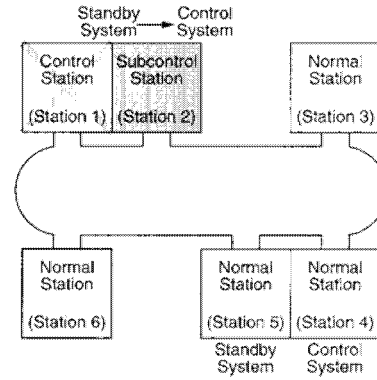 Standby Control
System System
Control Station
(Station 1)
Subcontrol Station
(Station 2)
Normal Station
(Station 3)
Normal Station
(Station 6)
Normal Station
(Station 5)
Normal Station
(Station 4)
Standby System
Control System